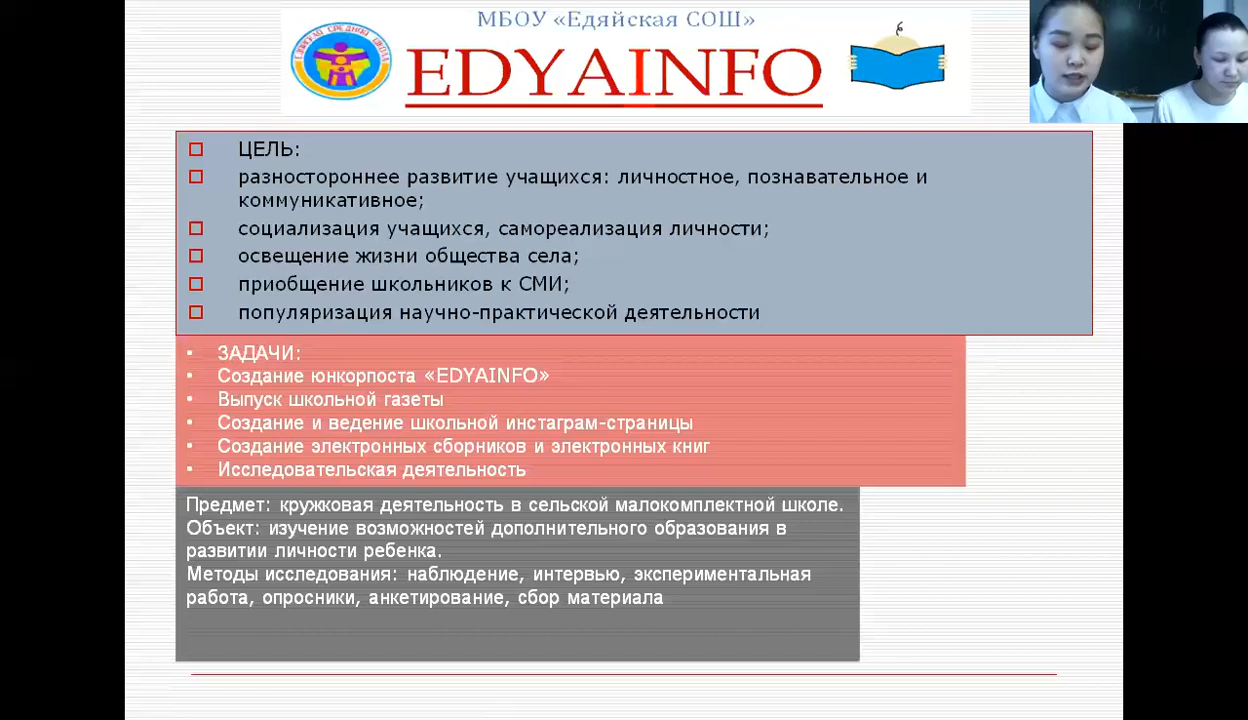 МБОУ «Едяйская СОШ»
EDYAINFO
ЦЕЛЬ:
разностороннее развитие учащихся: личностное, познавательное и
коммуникативное;
социализация учащихся, самореализация личности;
освещение жизни общества села;
приобщение школьников к СМИ;
популяризация научно-практической деятельности
ЗАДАЧИ:
Создание юнкорпоста «EDYAINFO»
Выпуск школьной газеты
Создание и ведение школьной инстаграм-страницы
Создание электронных сборников и электронных книг
Исследовательская деятельность
Предмет: кружковая деятельность в сельской малокомплектной школе.
Объект: изучение возможностей дополнительного образования в
развитии личности ребенка.
Методы исследования: наблюдение, интервью, экспериментальная
работа, опросники, анкетирование, сбор материала